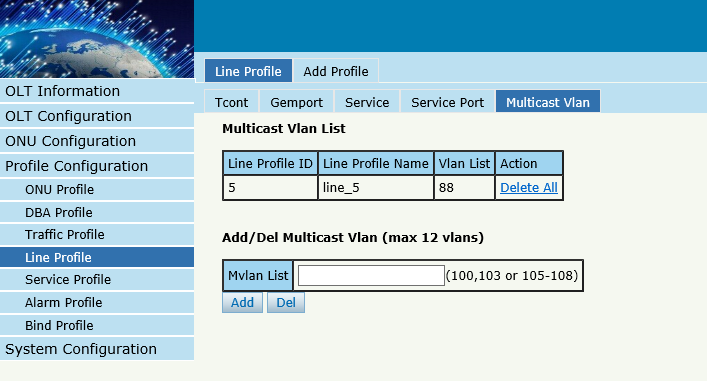 Line Profile Add Profile
Tcont Gemport Service Service Port Multicast Vlan
OLT Information
OLT Configuration
ONU Configuration
Profile Configuration
ONU Profile
DBA Profile
Traffic Profile
Line Profile
Service Profile
Alarm Profile
Bind Profile
System Configuration
Multicast Vlan List
Line Profile ID Line Profile Name Vlan List Action
5 line_5 88 Delete All
Add/Del Multicast Vlan (max 12 vlans)
Mvlan List (100,103 or 105-108)
Add Del